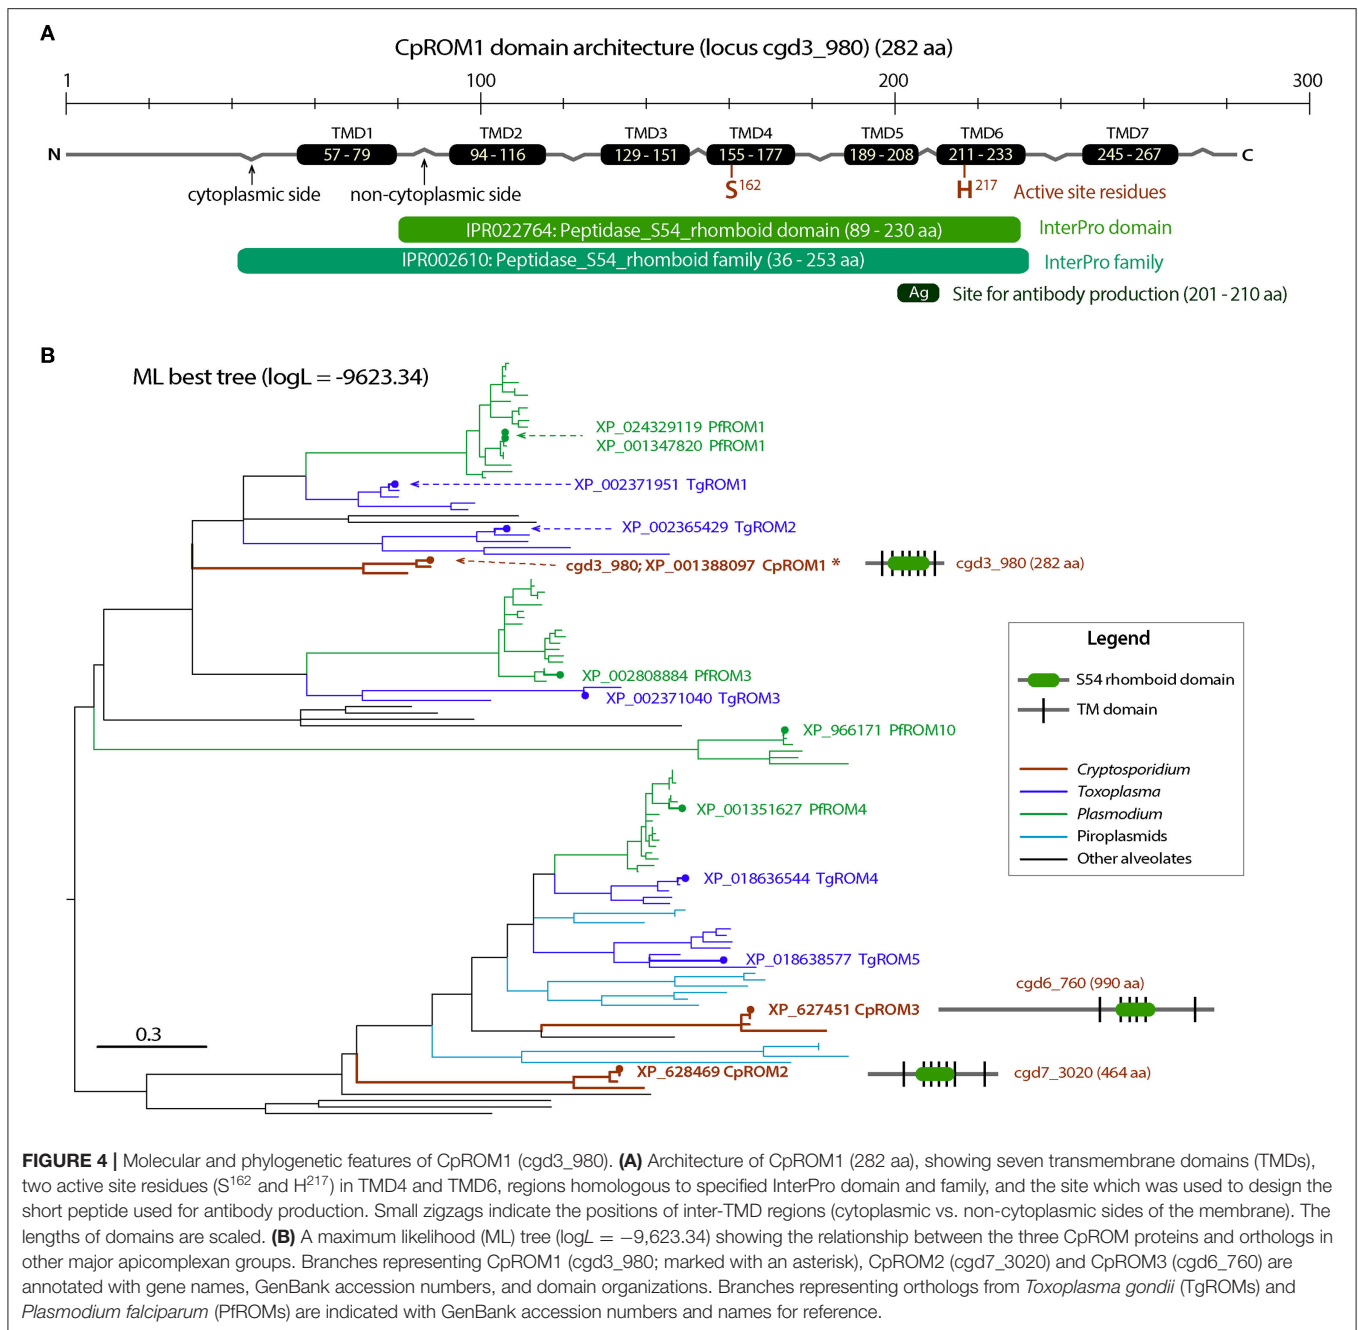 A
CpROM1 domain architecture (locus cgd3_980) (282 aa)
1 100 200 300
TMD1 TMD2 TMD3 TMD4 TMD5 TMD6 TMD7
N 57 - 79 94 - 116 129 - 151 155 - 177 189 - 208 211 - 233 245 - 267 C
cytoplasmic side non-cytoplasmic side S162 H217 Active site residues
IPR022764: Peptidase_S54_rhomboid domain (89 - 230 aa) InterPro domain
IPR002610: Peptidase_S54_rhomboid family (36 - 253 aa) InterPro family
Ag Site for antibody production (201 - 210 aa)
B
ML best tree (logL = -9623.34)
XP_024329119 PfROM1
XP_001347820 PfROM1
XP_002371951 TgROM1
XP_002365429 TgROM2
cgd3_980; XP_001388097 CpROM1 * cgd3_980 (282 aa)
XP_002808884 PfROM3
XP_002371040 TgROM3
XP_966171 PfROM10
XP_001351627 PfROM4
XP_018636544 TgROM4
XP_018638577 TgROM5
cgd6_760 (990 aa)
XP_627451 CpROM3
XP_628469 CpROM2 cgd7_3020 (464 aa)
0.3
Legend
S54 rhomboid domain
TM domain
Cryptosporidium
Toxoplasma
Plasmodium
Piroplasmids
Other alveolates
FIGURE 4 | Molecular and phylogenetic features of CpROM1 (cgd3_980). (A) Architecture of CpROM1 (282 aa), showing seven transmembrane domains (TMDs),
two active site residues (S162 and H217) in TMD4 and TMD6, regions homologous to specified InterPro domain and family, and the site which was used to design the
short peptide used for antibody production. Small zigzags indicate the positions of inter-TMD regions (cytoplasmic vs. non-cytoplasmic sides of the membrane). The
lengths of domains are scaled. (B) A maximum likelihood (ML) tree (logL = −9,623.34) showing the relationship between the three CpROM proteins and orthologs in
other major apicomplexan groups. Branches representing CpROM1 (cgd3_980; marked with an asterisk), CpROM2 (cgd7_3020) and CpROM3 (cgd6_760) are
annotated with gene names, GenBank accession numbers, and domain organizations. Branches representing orthologs from Toxoplasma gondii (TgROMs) and
Plasmodium falciparum (PfROMs) are indicated with GenBank accession numbers and names for reference.